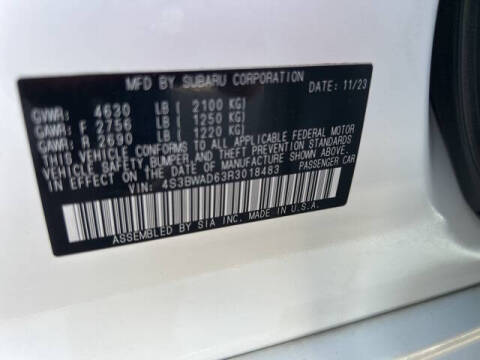 MFD BY SUBARU CORPORATION DATE: 11/23
GVWR: 4630 LB ( 2100 KG)
GAWR: F 2756 LB ( 1250 KG)
GAWR: R 2690 LB ( 1220 KG)
THIS VEHICLE CONFORMS TO ALL APPLICABLE FEDERAL MOTOR
VEHICLE SAFETY, BUMPER, AND THEFT PREVENTION STANDARDS
IN EFFECT ON THE DATE OF MANUFACTURE SHOWN ABOVE.
VIN: 4S3BWAD63R3018483 PASSENGER CAR
ASSEMBLED BY SIA INC. MADE IN U.S.A.